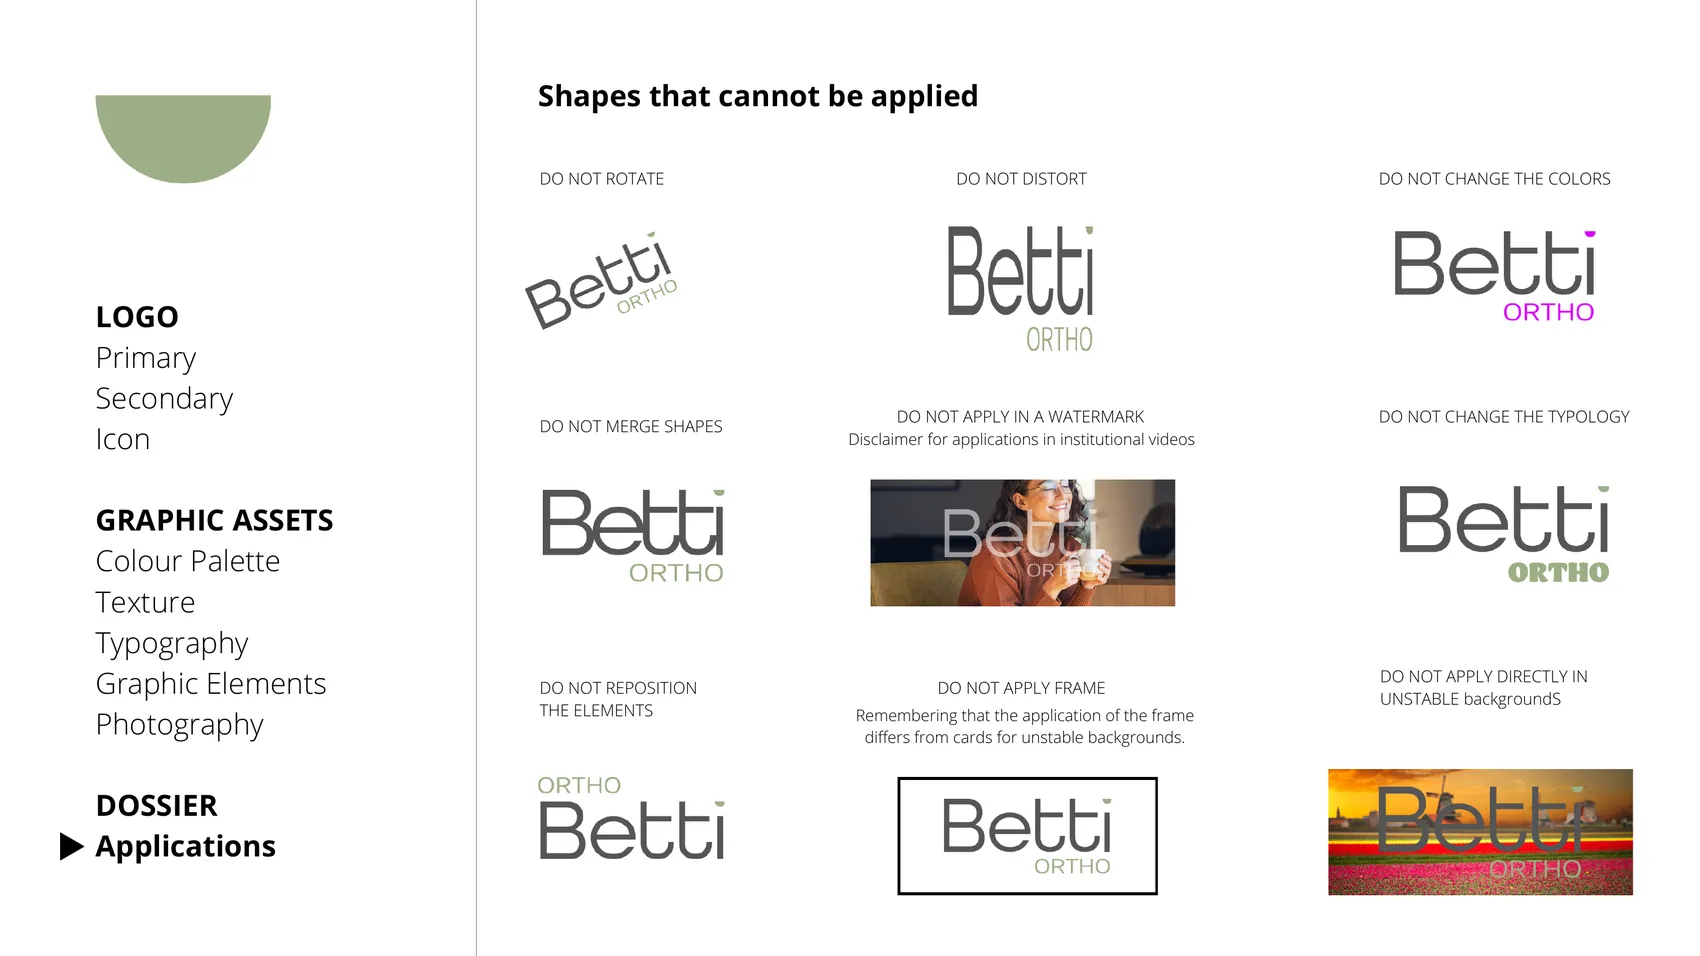 LOGO
Primary
Secondary
Icon
GRAPHIC ASSETS
Colour Palette
Texture
Typography
Graphic Elements
Photography
DOSSIER
Applications
Shapes that cannot be applied
DO NOT ROTATE
Betti
ORTHO
DO NOT DISTORT
Betti
ORTHO
DO NOT CHANGE THE COLORS
Betti
ORTHO
DO NOT MERGE SHAPES
Betti
ORTHO
DO NOT APPLY IN A WATERMARK
Disclaimer for applications in institutional videos
Betti
ORTHO
DO NOT CHANGE THE TYPOLOGY
Betti
ORTHO
DO NOT REPOSITION
THE ELEMENTS
ORTHO
Betti
DO NOT APPLY FRAME
Remembering that the application of the frame
differs from cards for unstable backgrounds.
Betti
ORTHO
DO NOT APPLY DIRECTLY IN
UNSTABLE backgroundS
Betti
ORTHO